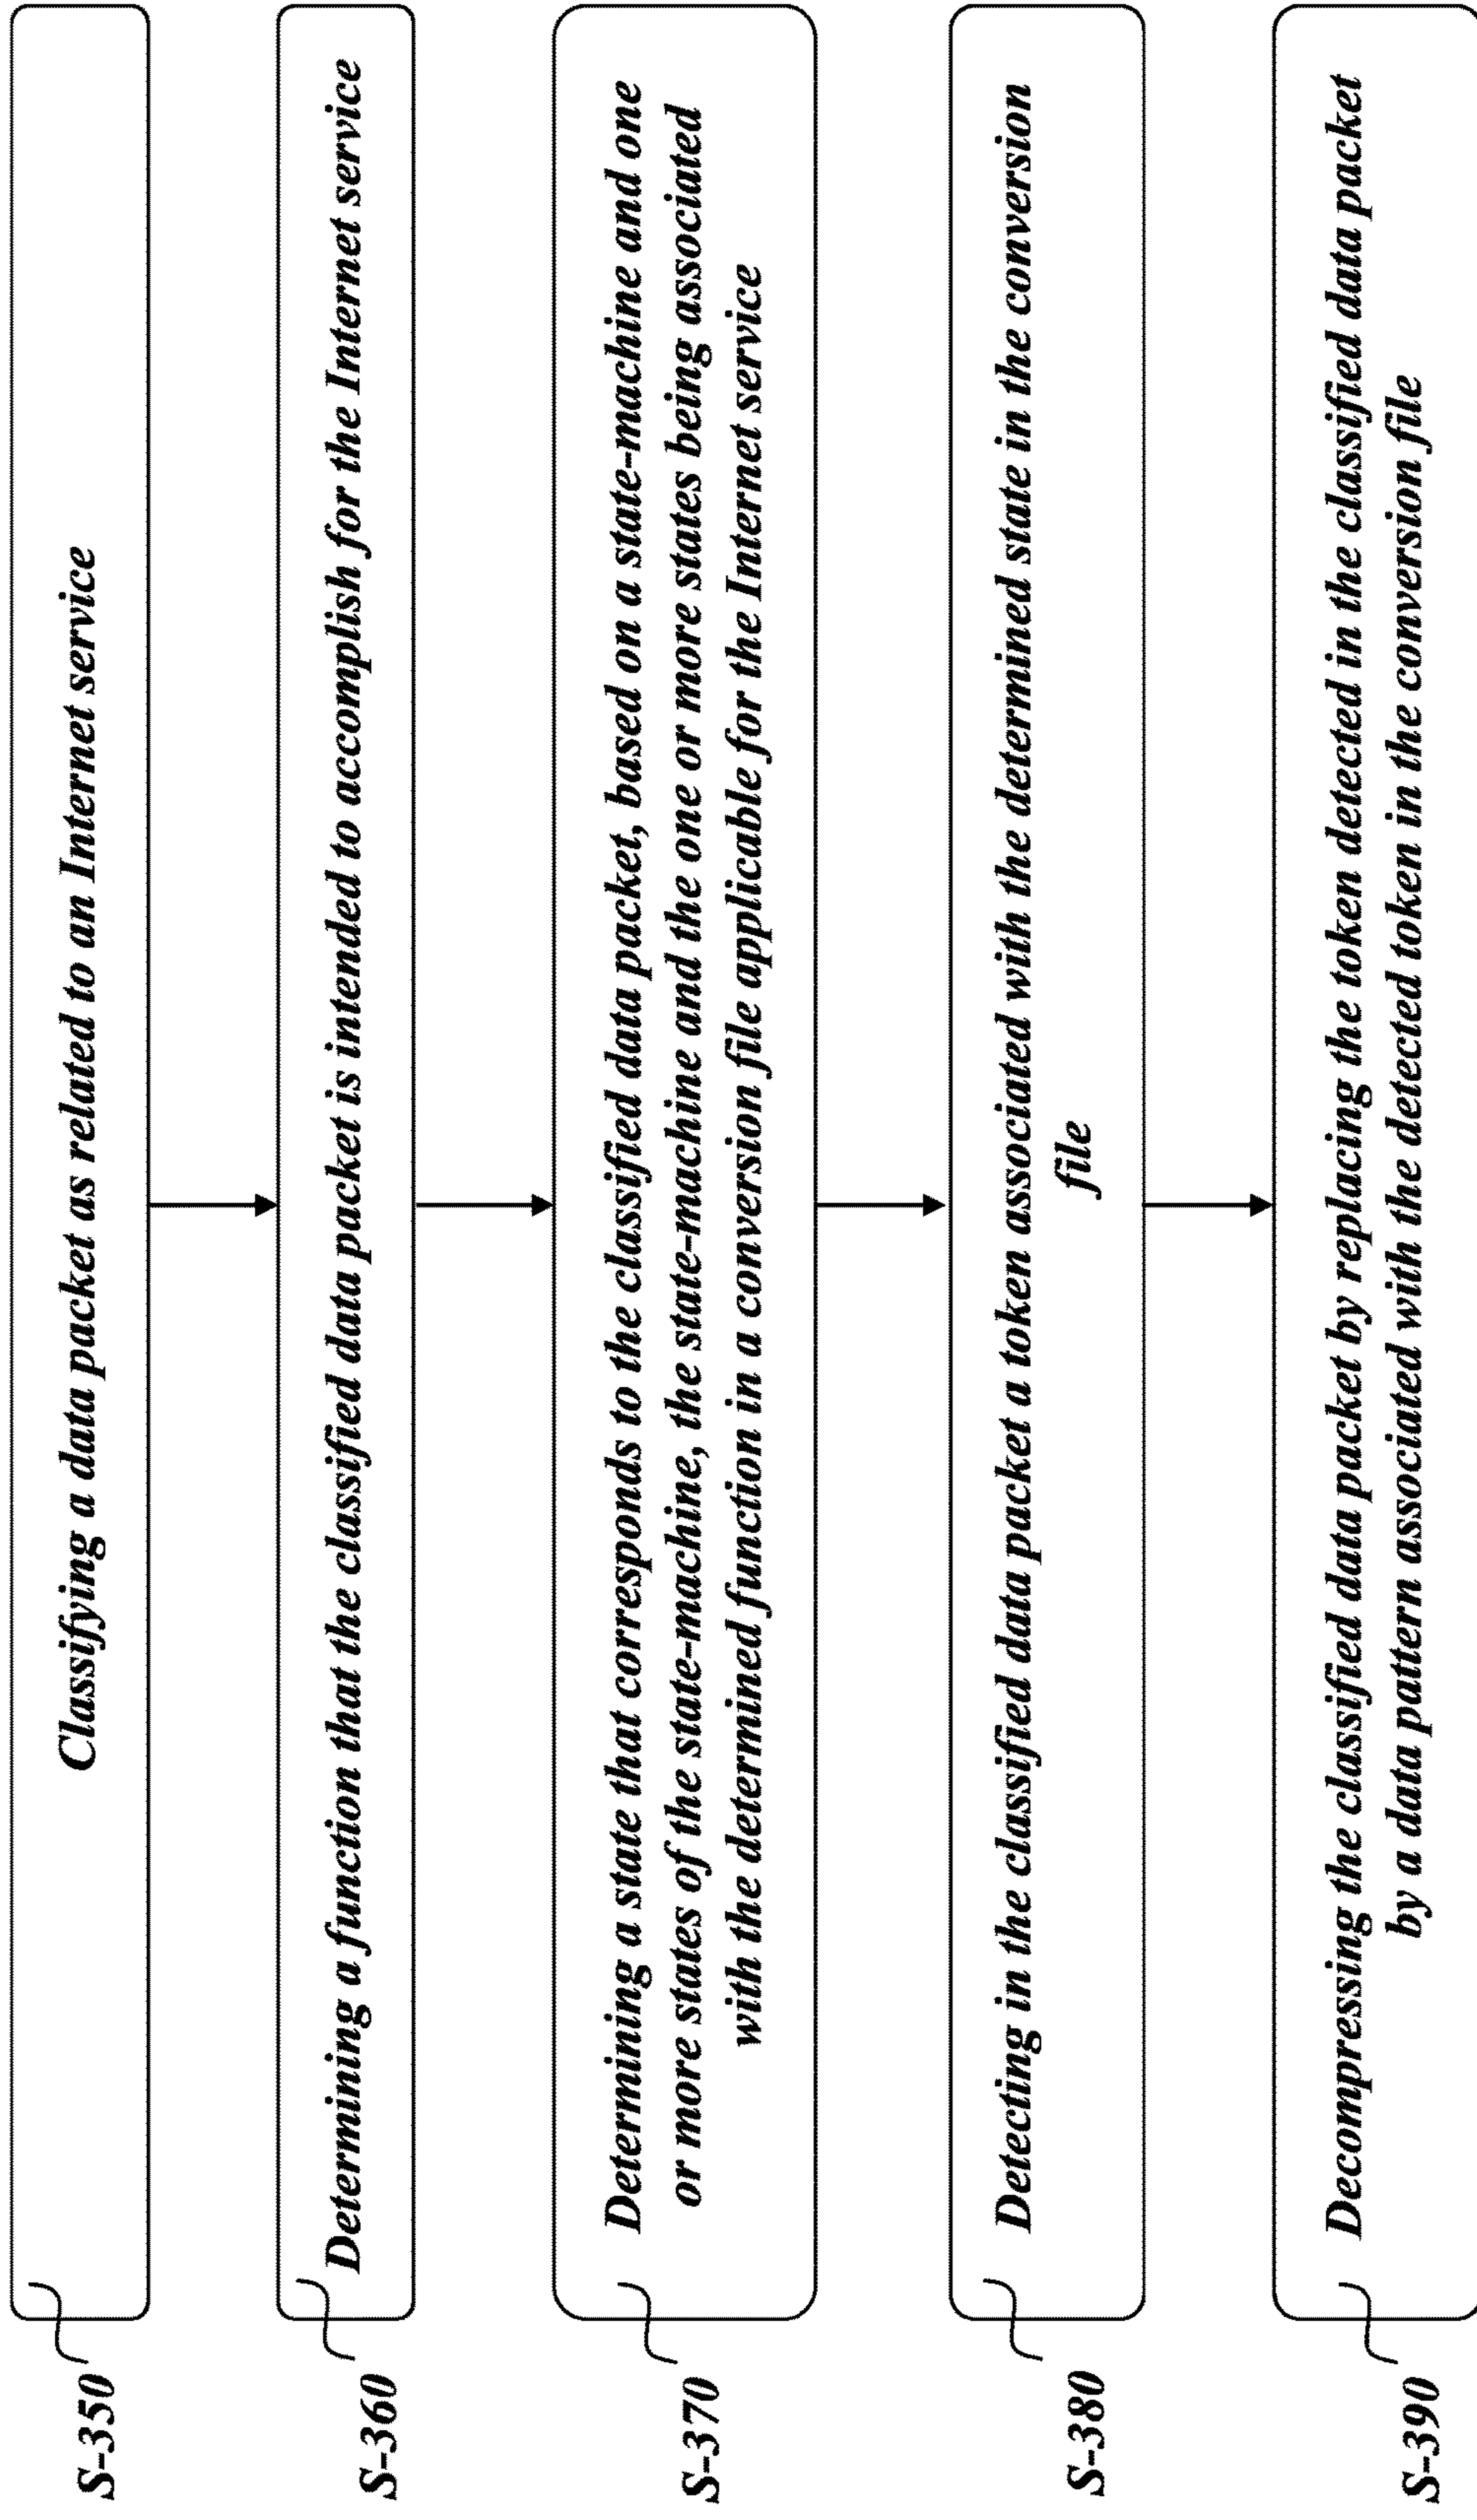 S-350
Classifying a data packet as related to an Internet service
S-360
Determining a function that the classified data packet is intended to accomplish for the Internet service
S-370
Determining a state that corresponds to the classified data packet, based on a state-machine and one
or more states of the state-machine, the state-machine and the one or more states being associated
with the determined function in a conversion file applicable for the Internet service
S-380
Detecting in the classified data packet a token associated with the determined state in the conversion
file
S-390
Decompressing the classified data packet by replacing the token detected in the classified data packet
by a data pattern associated with the detected token in the conversion file